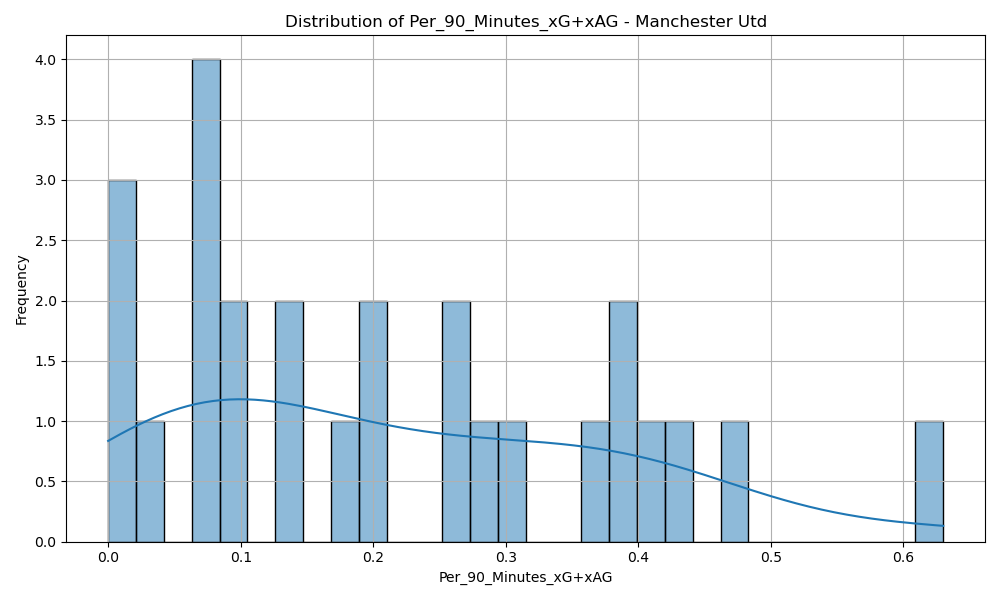 Distribution of Per_90_Minutes_xG+xAG - Manchester Utd
4.0
3.5
3.0
2.5
2.0
1.5
1.0
0.5
0.0
Frequency
0.0 0.1 0.2 0.3 0.4 0.5 0.6
Per_90_Minutes_xG+xAG